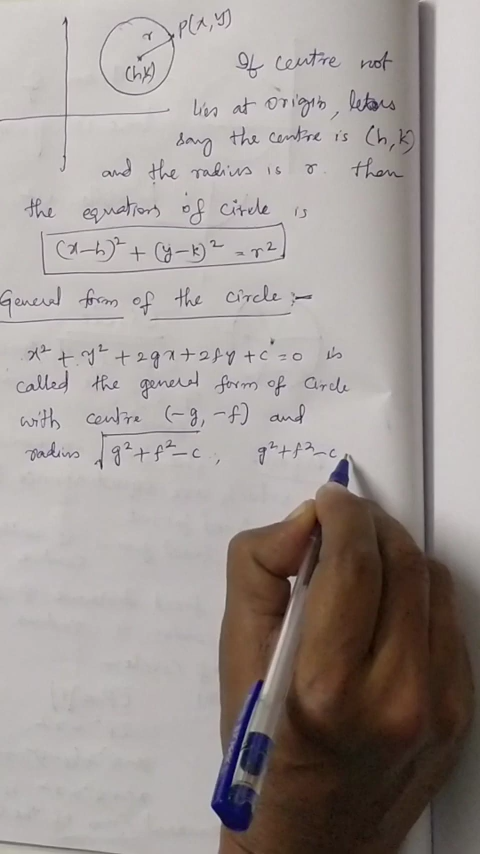 r P(x, y)
(h, k)
If centre not
lies at origin, lets us
say the centre is (h, k)
and the radius is r. then
the equation of circle is
(x-h)² + (y-k)² = r²
General form of the circle :-
x² + y² + 2gx + 2fy + c = 0 is
called the general form of circle
with centre (-g, -f) and
radius √g² + f² - c , g² + f² - c